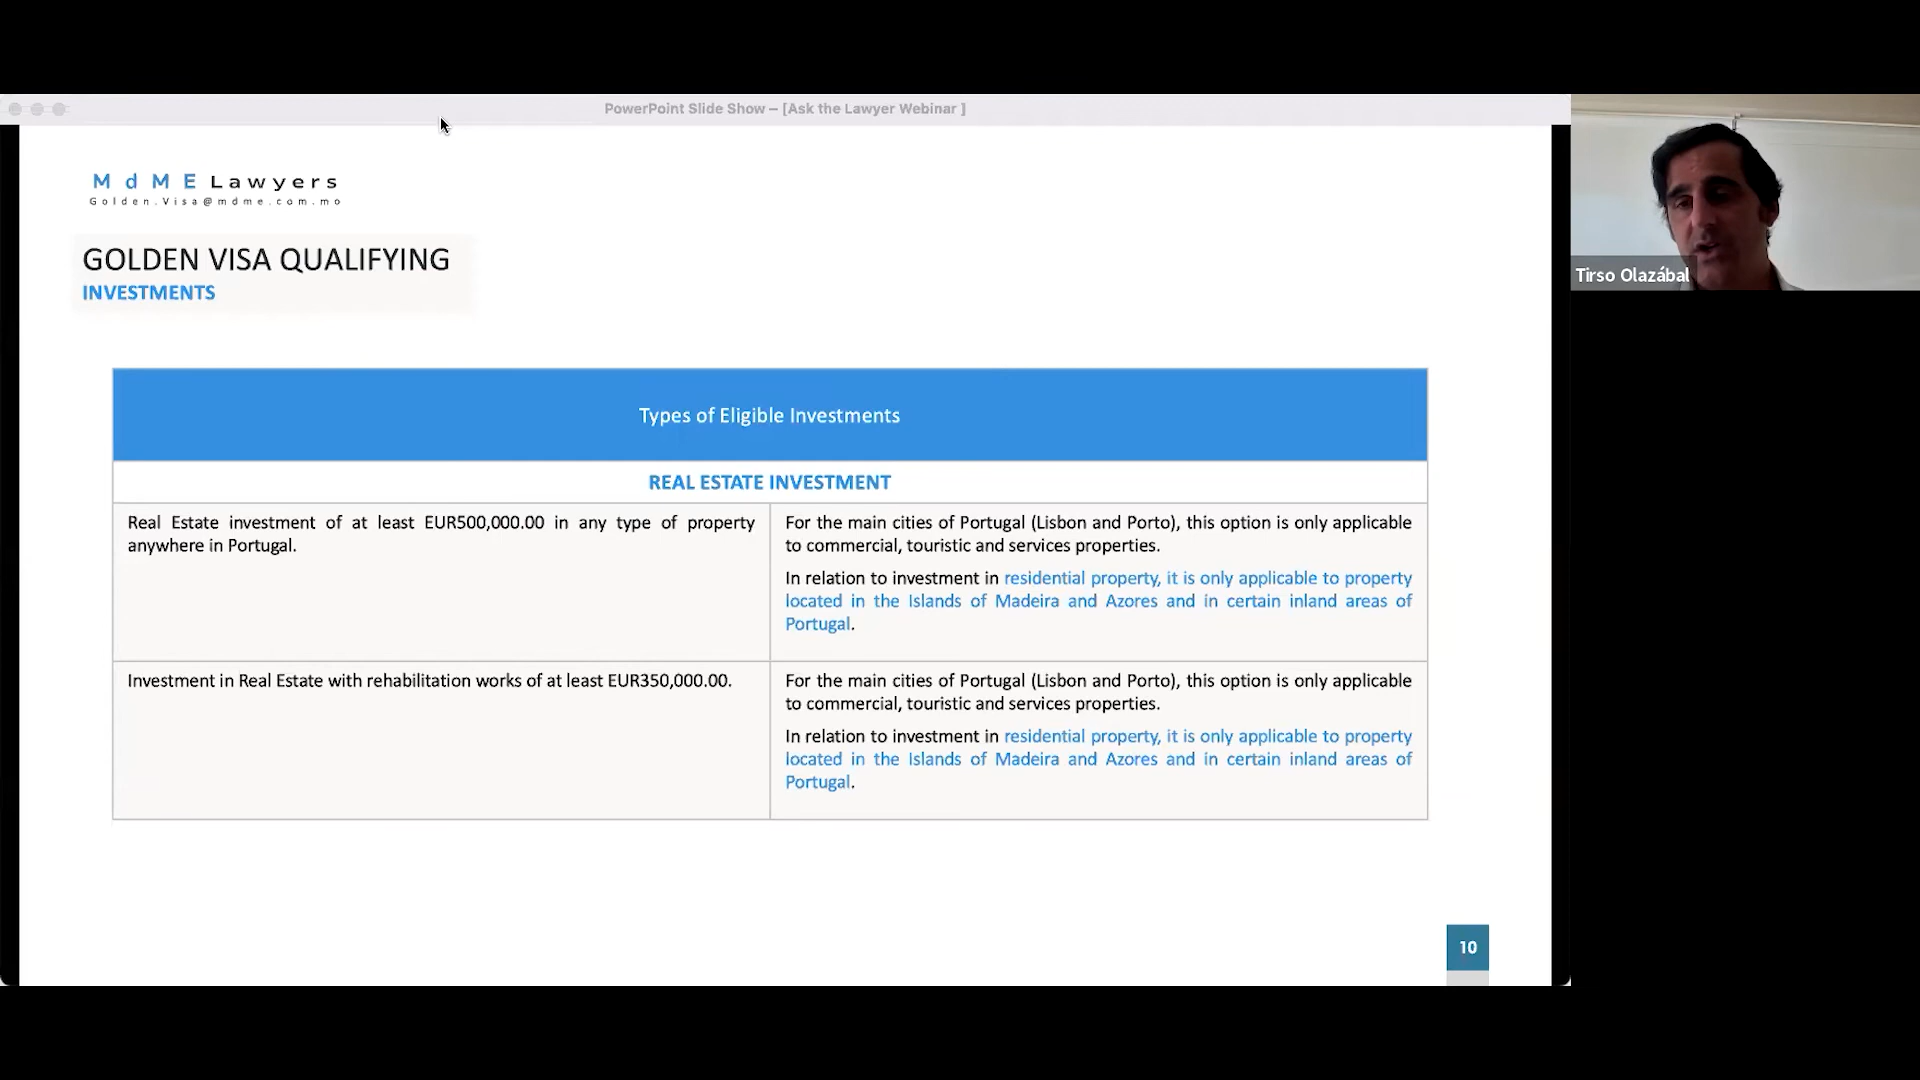 PowerPoint Slide Show – [Ask the Lawyer Webinar ]
MdME Lawyers
Golden.Visa@mdme.com.mo
GOLDEN VISA QUALIFYING
INVESTMENTS
Types of Eligible Investments
REAL ESTATE INVESTMENT
Real Estate investment of at least EUR500,000.00 in any type of property
anywhere in Portugal.
For the main cities of Portugal (Lisbon and Porto), this option is only applicable
to commercial, touristic and services properties.
In relation to investment in residential property, it is only applicable to property
located in the Islands of Madeira and Azores and in certain inland areas of
Portugal.
Investment in Real Estate with rehabilitation works of at least EUR350,000.00.
For the main cities of Portugal (Lisbon and Porto), this option is only applicable
to commercial, touristic and services properties.
In relation to investment in residential property, it is only applicable to property
located in the Islands of Madeira and Azores and in certain inland areas of
Portugal.
10
Tirso Olazábal